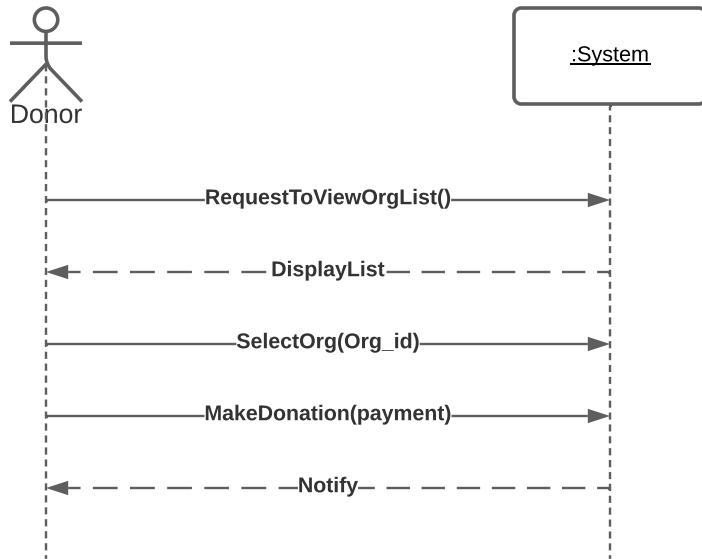 :System
Donor
RequestToViewOrgList()
DisplayList
SelectOrg(Org_id)
MakeDonation(payment)
Notify